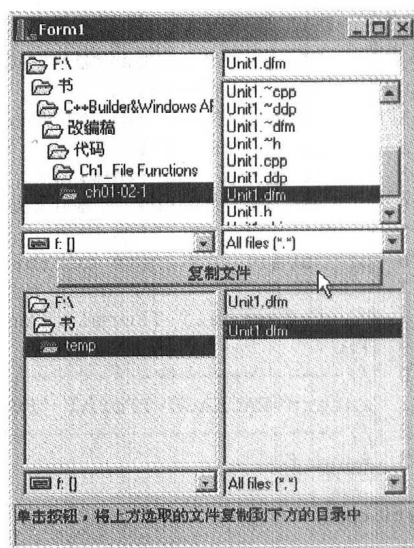 Form1
F:\
书
C++Builder&Windows AF
改编稿
代码
Ch1_File Functions
ch01-02-1
f: []
Unit1.dfm
Unit1.~cpp
Unit1.~ddp
Unit1.~dfm
Unit1.~h
Unit1.cpp
Unit1.ddp
Unit1.dfm
Unit1.h
All files (*.*)
复制文件
F:\
书
temp
f: []
Unit1.dfm
Unit1.dfm
All files (*.*)
单击按钮，将上方选取的文件复制到下方的目录中